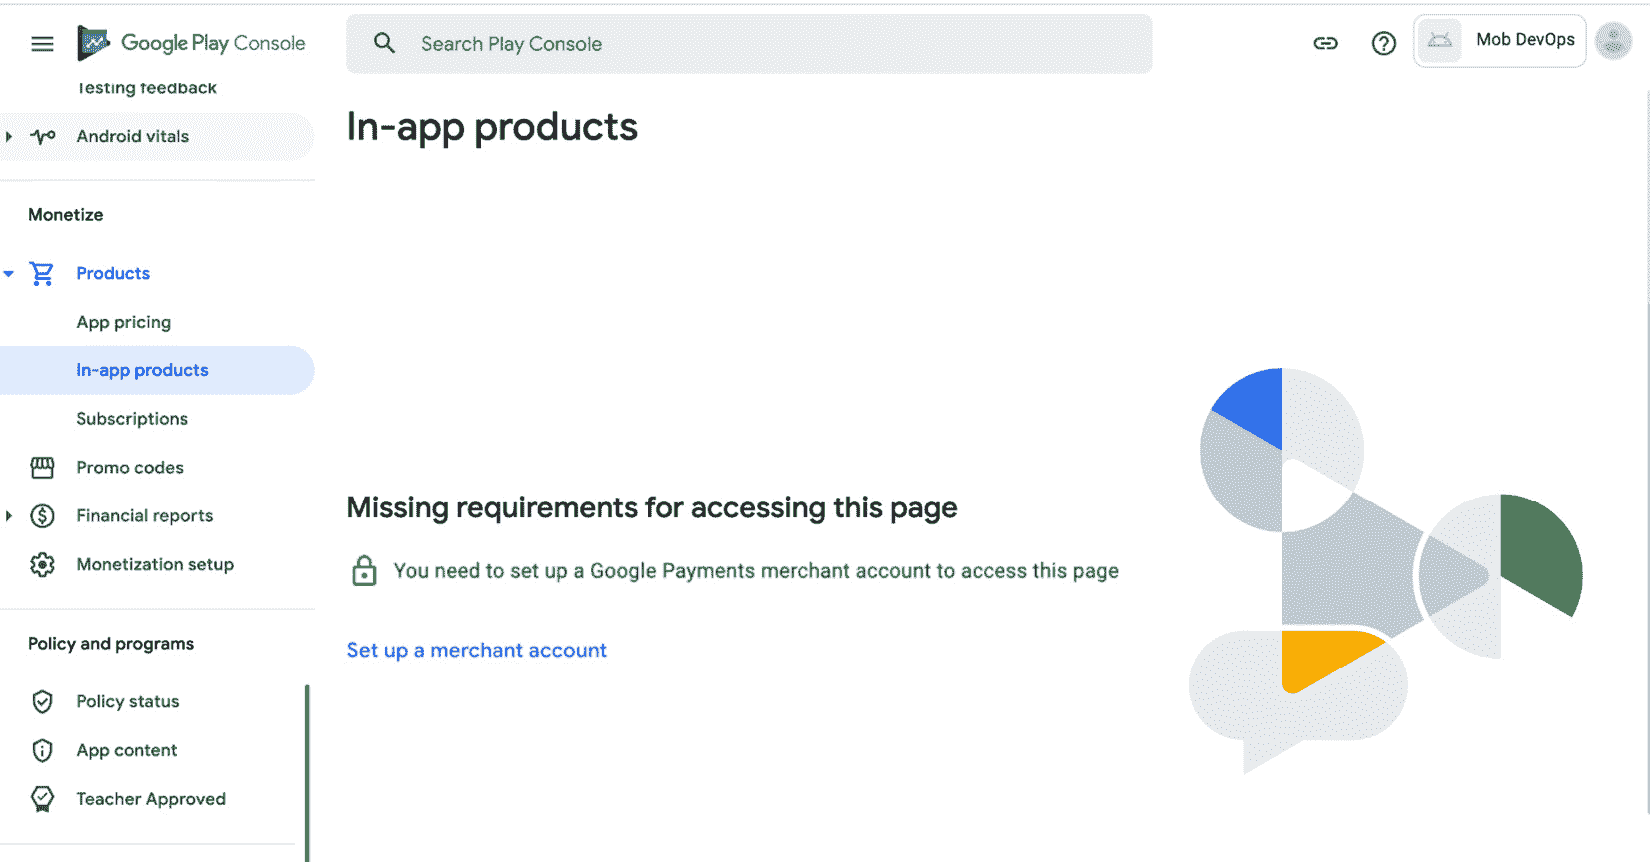 Google Play Console
Search Play Console
Mob DevOps
Testing feedback
Android vitals
Monetize
Products
App pricing
In-app products
Subscriptions
Promo codes
Financial reports
Monetization setup
Policy and programs
Policy status
App content
Teacher Approved
In-app products
Missing requirements for accessing this page
You need to set up a Google Payments merchant account to access this page
Set up a merchant account